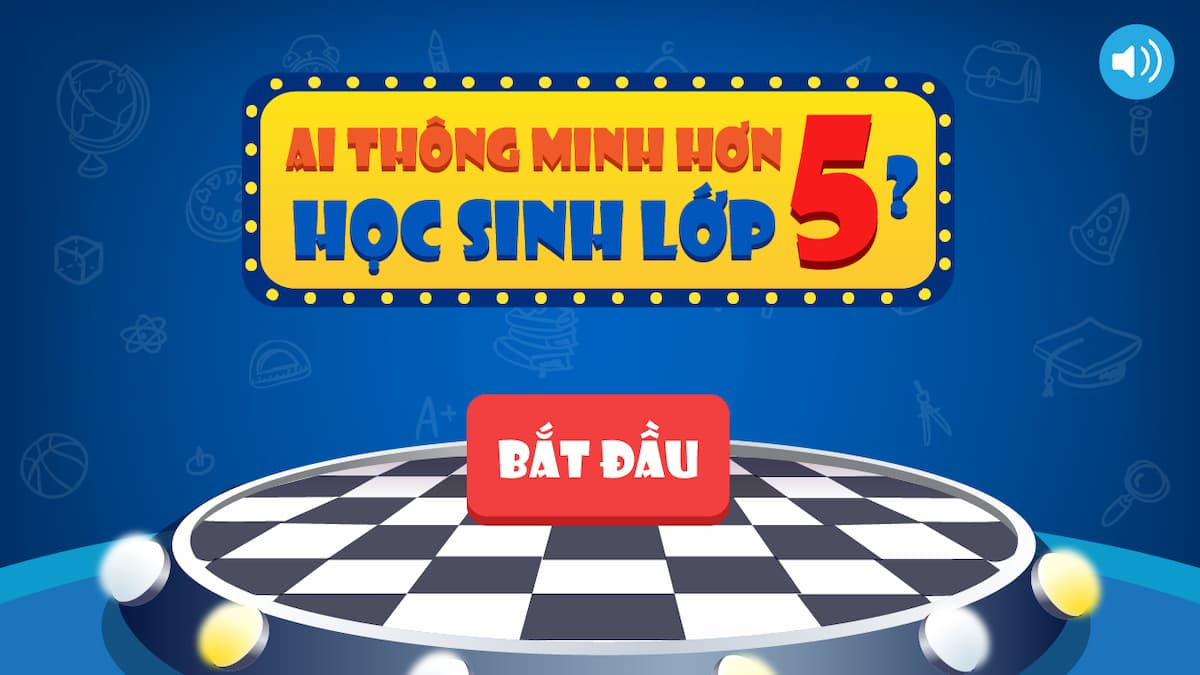 AI THÔNG MINH HƠN
HỌC SINH LỚP 5?
A+
BẮT ĐẦU